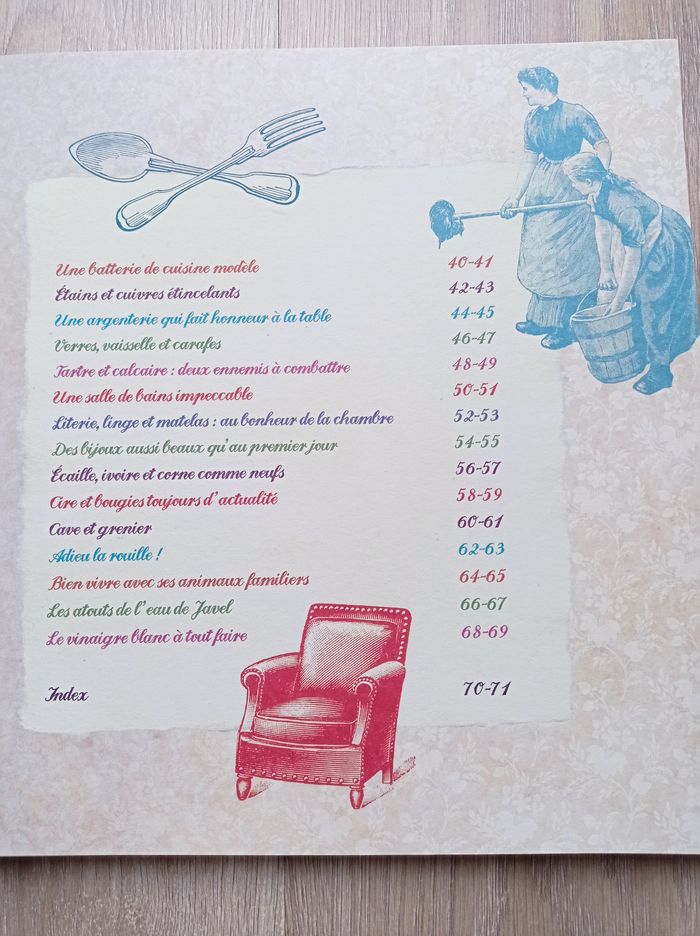 Une batterie de cuisine modèle 40-41
Étains et cuivres étincelants 42-43
Une argenterie qui fait honneur à la table 44-45
Verres, vaisselle et carafes 46-47
Tartre et calcaire : deux ennemis à combattre 48-49
Une salle de bains impeccable 50-51
Literie, linge et matelas : au bonheur de la chambre 52-53
Des bijoux aussi beaux qu'au premier jour 54-55
Écaille, ivoire et corne comme neufs 56-57
Cire et bougies toujours d'actualité 58-59
Cave et grenier 60-61
Adieu la rouille ! 62-63
Bien vivre avec ses animaux familiers 64-65
Les atouts de l'eau de Javel 66-67
Le vinaigre blanc à tout faire 68-69
Index 70-71